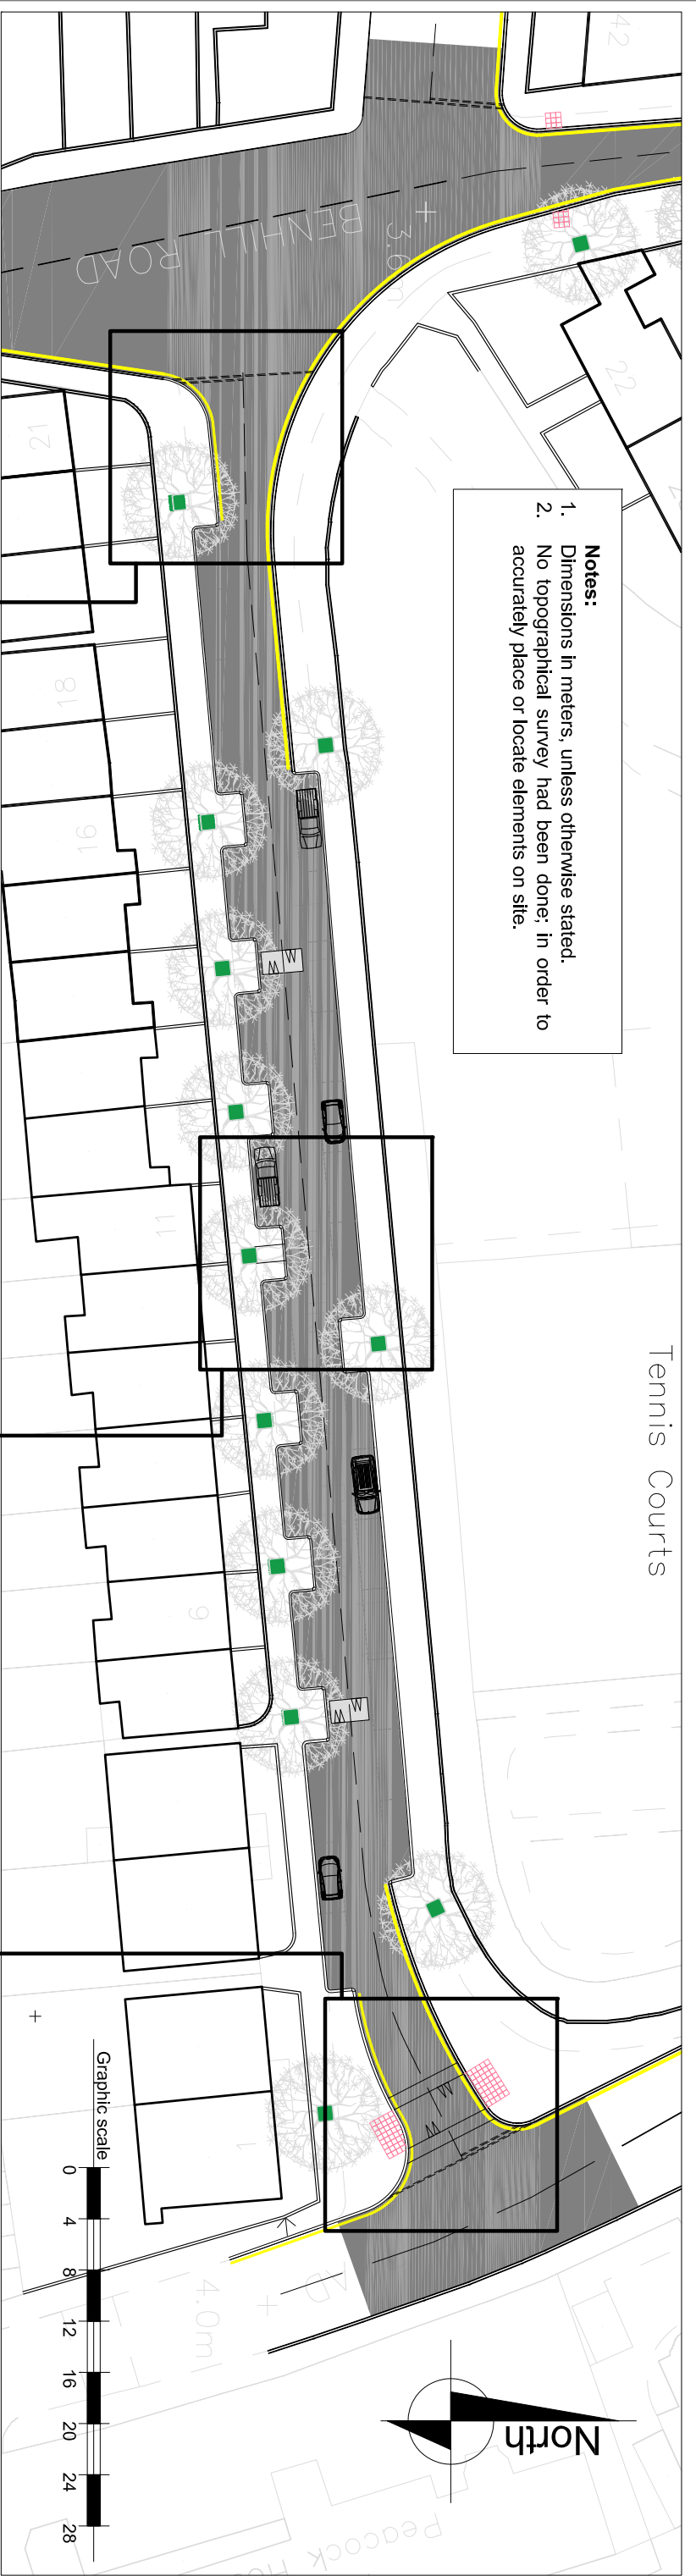 42
BENHILL ROAD
3.6m
22
21
Notes:
1. Dimensions in meters, unless otherwise stated.
2. No topographical survey had been done; in order to
accurately place or locate elements on site.
18
16
11
Tennis Courts
9
1
4.0m
Graphic scale
0 4 8 12 16 20 24 28
North
Peacock